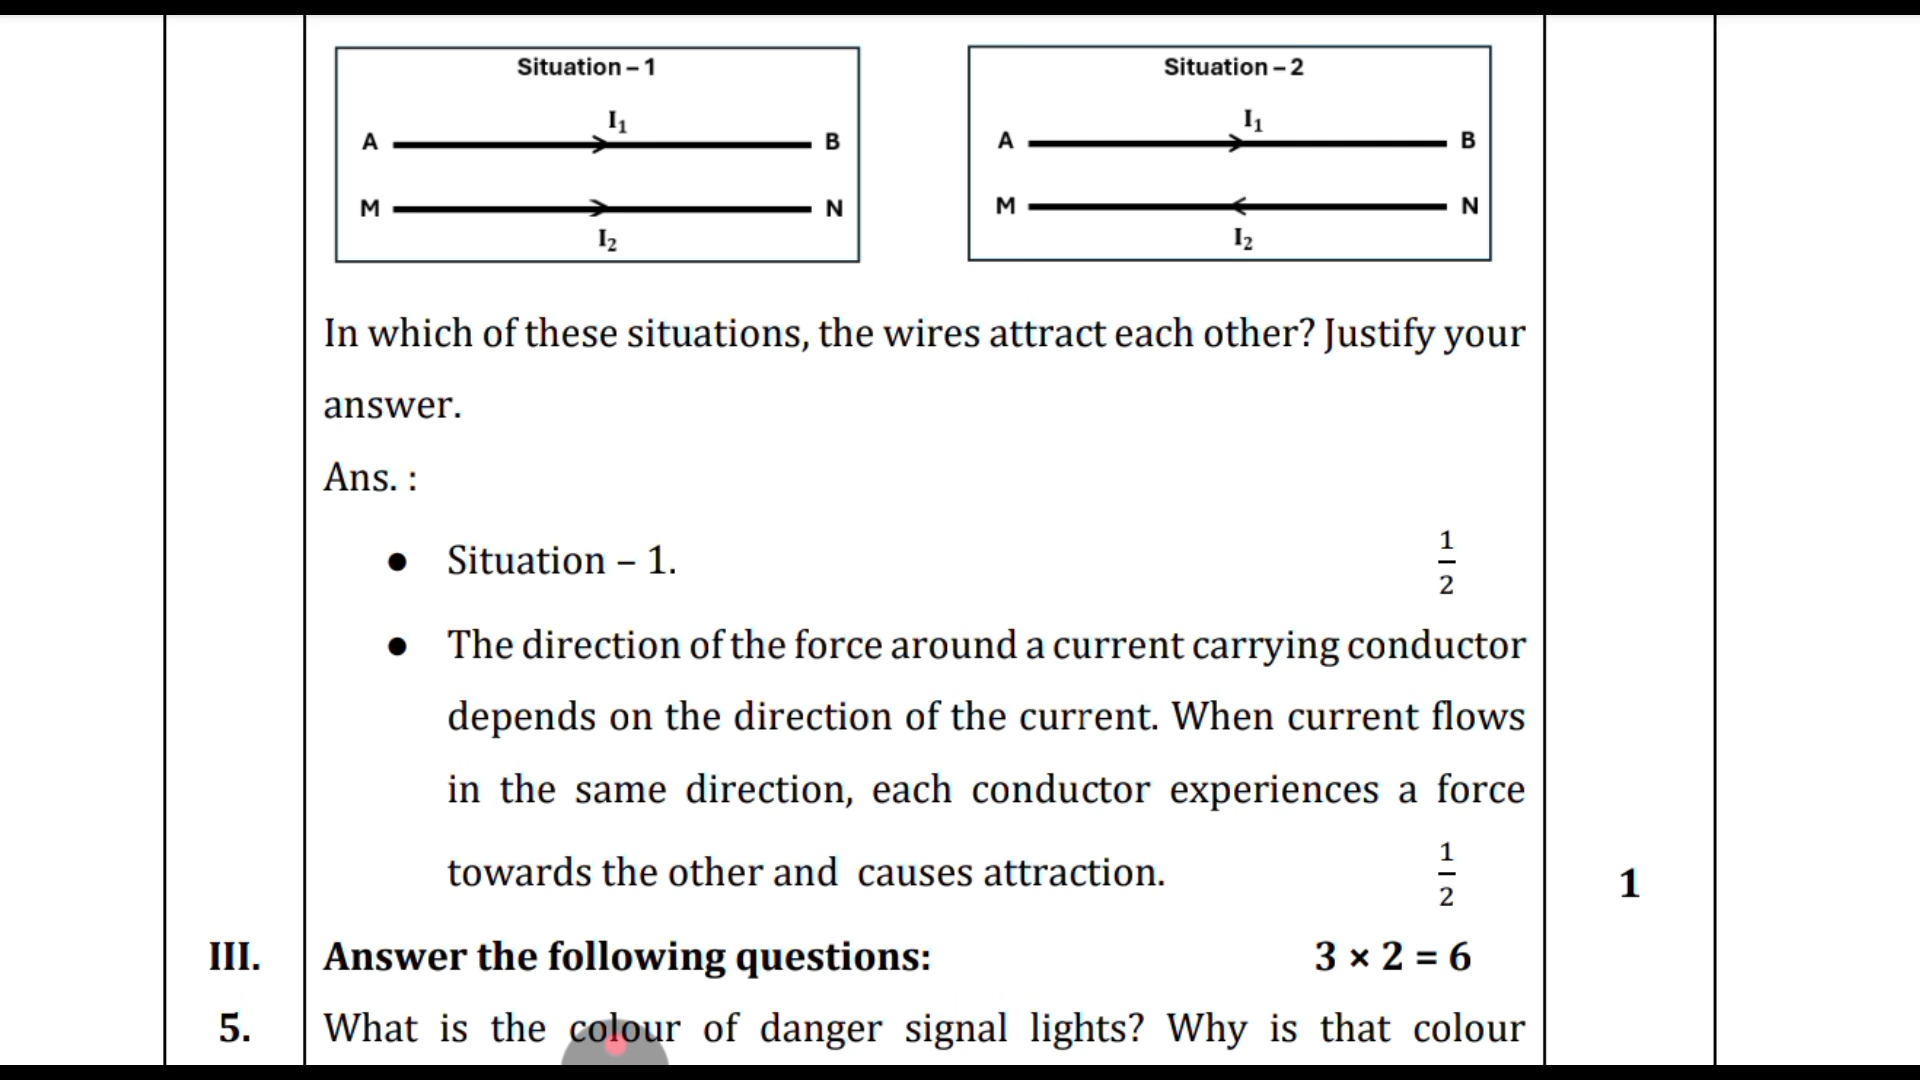 Situation – 1
I₁
A B
M N
I₂
Situation – 2
I₁
A B
M N
I₂
In which of these situations, the wires attract each other? Justify your
answer.
Ans. :
● Situation – 1. 1/2
● The direction of the force around a current carrying conductor
depends on the direction of the current. When current flows
in the same direction, each conductor experiences a force
towards the other and causes attraction. 1/2 1
III. Answer the following questions: 3 × 2 = 6
5. What is the colour of danger signal lights? Why is that colour